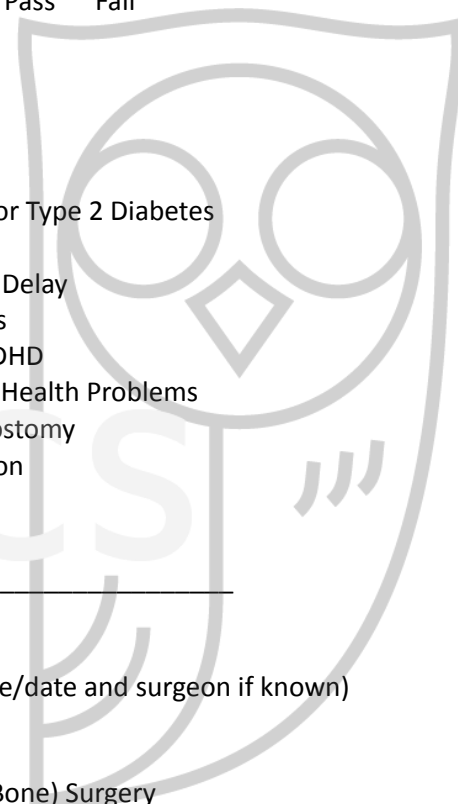 Pass Fail
or Type 2 Diabetes
Delay
s
DHD
Health Problems
ostomy
on
cs
e/date and surgeon if known)
Bone) Surgery